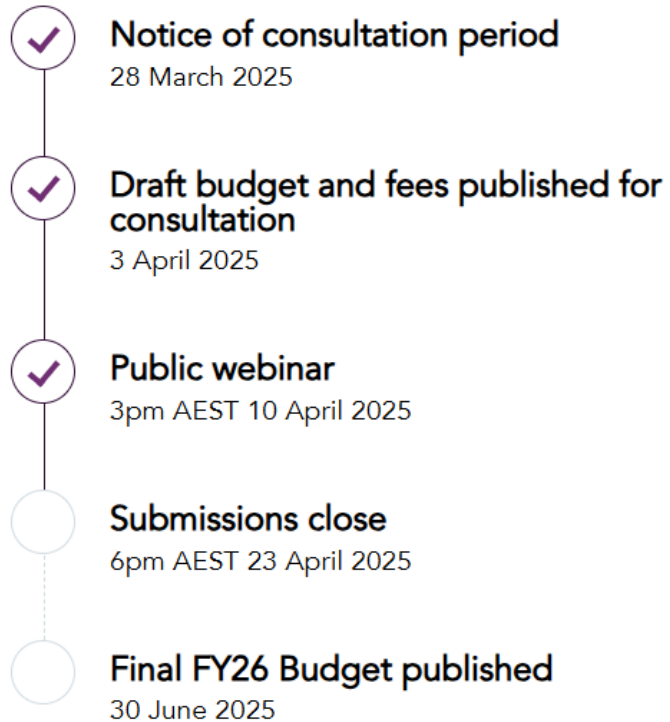 Notice of consultation period
28 March 2025
Draft budget and fees published for
consultation
3 April 2025
Public webinar
3pm AEST 10 April 2025
Submissions close
6pm AEST 23 April 2025
Final FY26 Budget published
30 June 2025